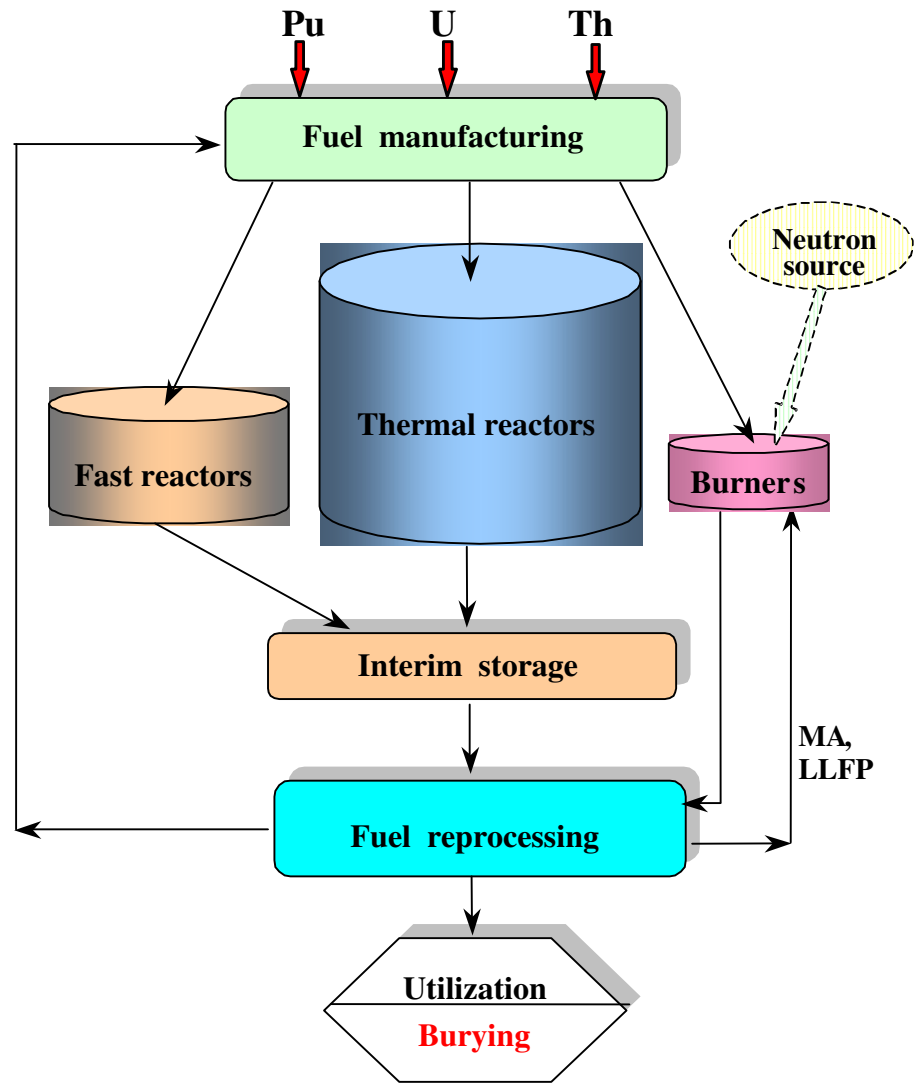 Pu U Th
Fuel manufacturing
Neutron
source
Thermal reactors
Fast reactors
Burners
Interim storage
MA,
LLFP
Fuel reprocessing
Utilization
Burying